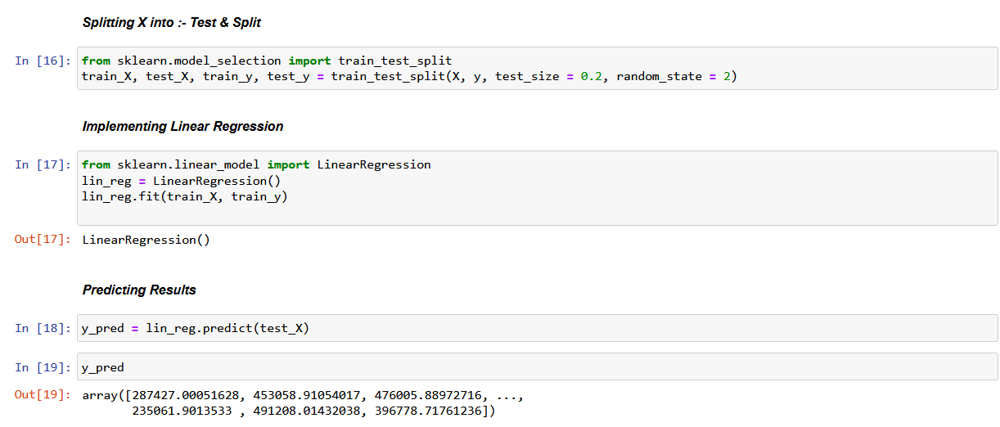 Splitting X into :- Test & Split
In [16]: from sklearn.model_selection import train_test_split
train_X, test_X, train_y, test_y = train_test_split(X, y, test_size = 0.2, random_state = 2)
Implementing Linear Regression
In [17]: from sklearn.linear_model import LinearRegression
lin_reg = LinearRegression()
lin_reg.fit(train_X, train_y)
Out[17]: LinearRegression()
Predicting Results
In [18]: y_pred = lin_reg.predict(test_X)
In [19]: y_pred
Out[19]: array([287427.00051628, 453058.91054017, 476005.88972716, ...,
235061.9013533 , 491208.01432038, 396778.71761236])